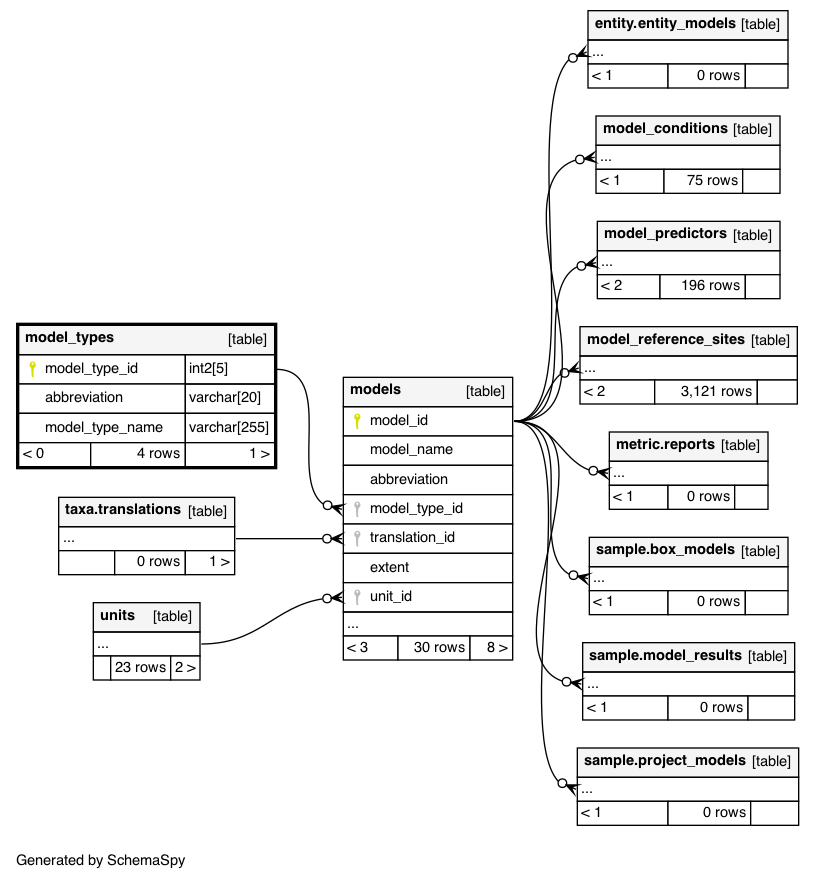 model_types [table]
model_type_id int2[5]
abbreviation varchar[20]
model_type_name varchar[255]
< 0 4 rows 1 >
taxa.translations [table]
...
0 rows 1 >
units [table]
...
23 rows 2 >
models [table]
model_id
model_name
abbreviation
model_type_id
translation_id
extent
unit_id
...
< 3 30 rows 8 >
entity.entity_models [table]
...
< 1 0 rows
model_conditions [table]
...
< 1 75 rows
model_predictors [table]
...
< 2 196 rows
model_reference_sites [table]
...
< 2 3,121 rows
metric.reports [table]
...
< 1 0 rows
sample.box_models [table]
...
< 1 0 rows
sample.model_results [table]
...
< 1 0 rows
sample.project_models [table]
...
< 1 0 rows
Generated by SchemaSpy